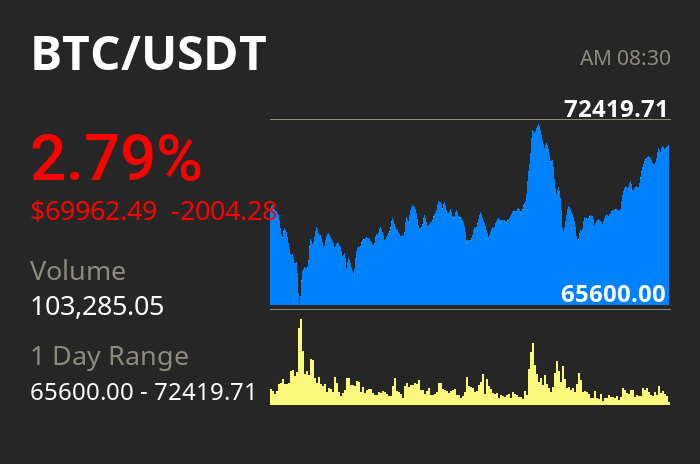 BTC/USDT
AM 08:30
72419.71
2.79%
$69962.49 -2004.28
Volume
103,285.05
65600.00
1 Day Range
65600.00 - 72419.71